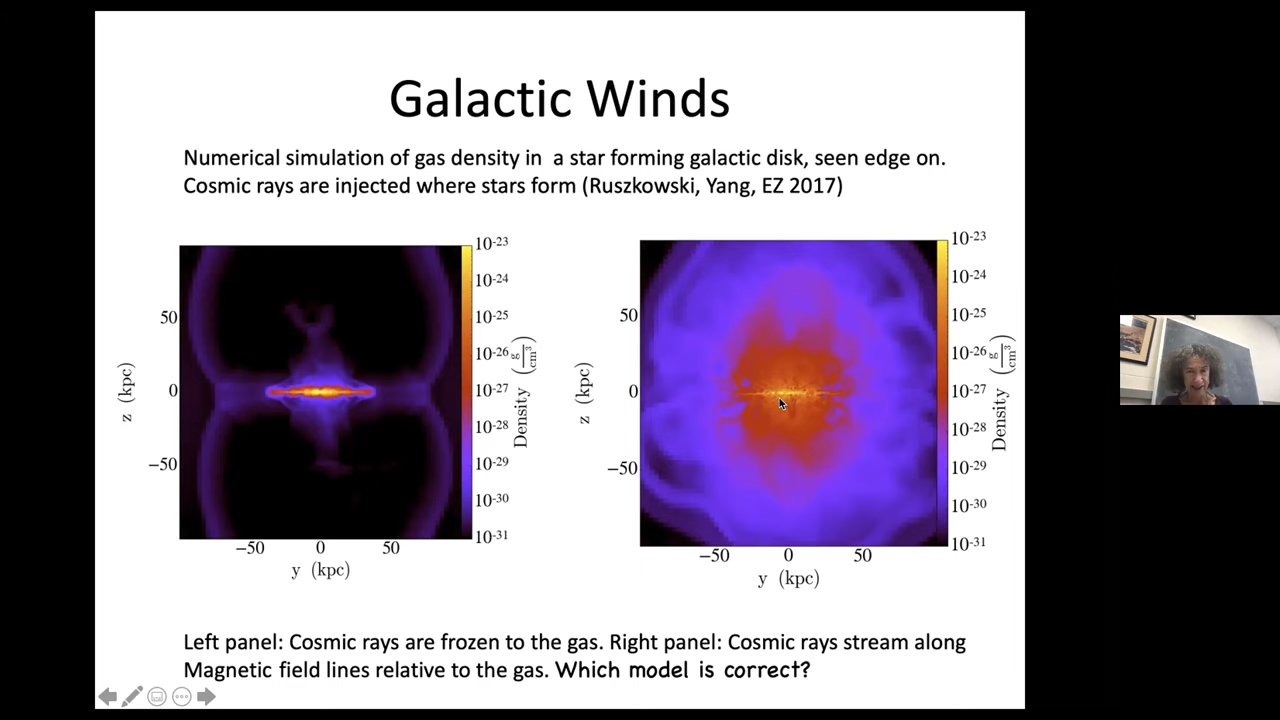 Galactic Winds
Numerical simulation of gas density in a star forming galactic disk, seen edge on.
Cosmic rays are injected where stars form (Ruszkowski, Yang, EZ 2017)
10-23
10-24
10-25
10-26
10-27
10-28
10-29
10-30
10-31
Density (g/cm³)
50
0
−50
z (kpc)
−50 0 50
y (kpc)
10-23
10-24
10-25
10-26
10-27
10-28
10-29
10-30
10-31
Density (g/cm³)
50
0
−50
z (kpc)
−50 0 50
y (kpc)
Left panel: Cosmic rays are frozen to the gas. Right panel: Cosmic rays stream along
Magnetic field lines relative to the gas. Which model is correct?